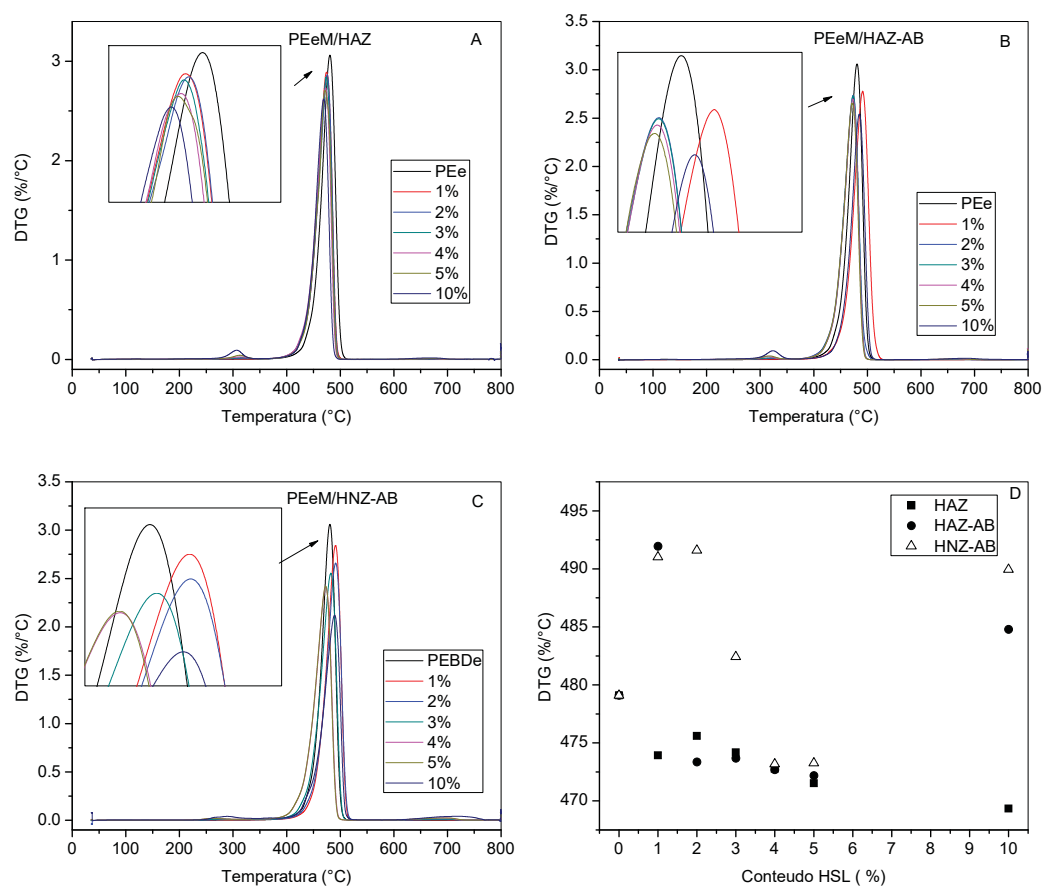 PEeM/HAZ
A
DTG (%/°C)
3
2
1
0
PEe
1%
2%
3%
4%
5%
10%
0 100 200 300 400 500 600 700 800
Temperatura (°C)
PEeM/HAZ-AB
B
DTG (%/°C)
3.5
3.0
2.5
2.0
1.5
1.0
0.5
0.0
PEe
1%
2%
3%
4%
5%
10%
0 100 200 300 400 500 600 700 800
Temperatura (°C)
PEeM/HNZ-AB
C
DTG (%/°C)
3.5
3.0
2.5
2.0
1.5
1.0
0.5
0.0
PEBDe
1%
2%
3%
4%
5%
10%
0 100 200 300 400 500 600 700 800
Temperatura (°C)
D
HAZ
HAZ-AB
HNZ-AB
DTG (%/°C)
495
490
485
480
475
470
0 1 2 3 4 5 6 7 8 9 10
Conteudo HSL ( %)